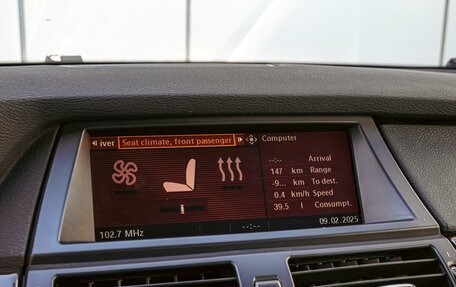 iver Seat climate, front passenger Computer
--:-- Arrival
147 km Range
-9... km To dest.
0.4 km/h Speed
39.5 l Consumpt.
102.7 MHz --:-- 09.02.2025